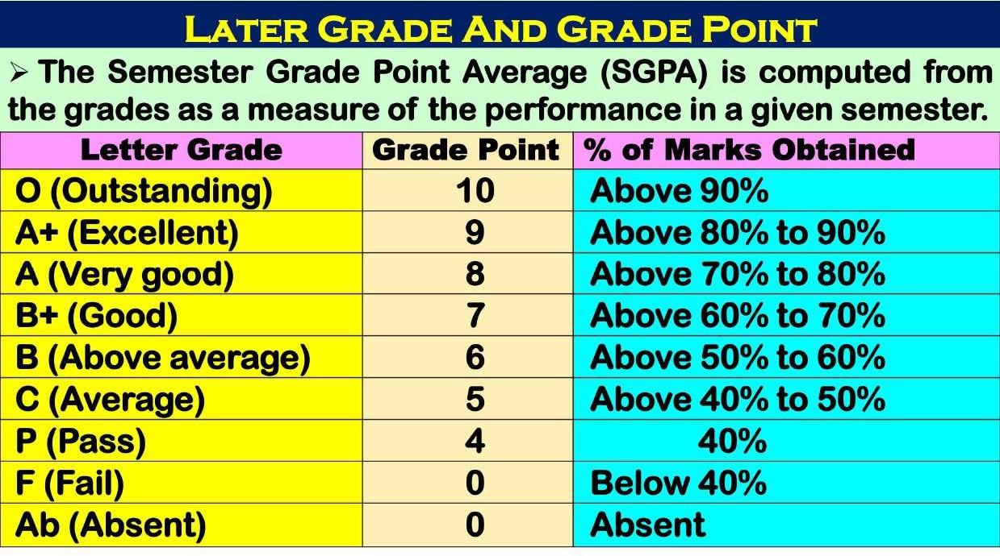 LATER GRADE AND GRADE POINT
➢ The Semester Grade Point Average (SGPA) is computed from
the grades as a measure of the performance in a given semester.
Letter Grade Grade Point % of Marks Obtained
O (Outstanding) 10 Above 90%
A+ (Excellent) 9 Above 80% to 90%
A (Very good) 8 Above 70% to 80%
B+ (Good) 7 Above 60% to 70%
B (Above average) 6 Above 50% to 60%
C (Average) 5 Above 40% to 50%
P (Pass) 4 40%
F (Fail) 0 Below 40%
Ab (Absent) 0 Absent